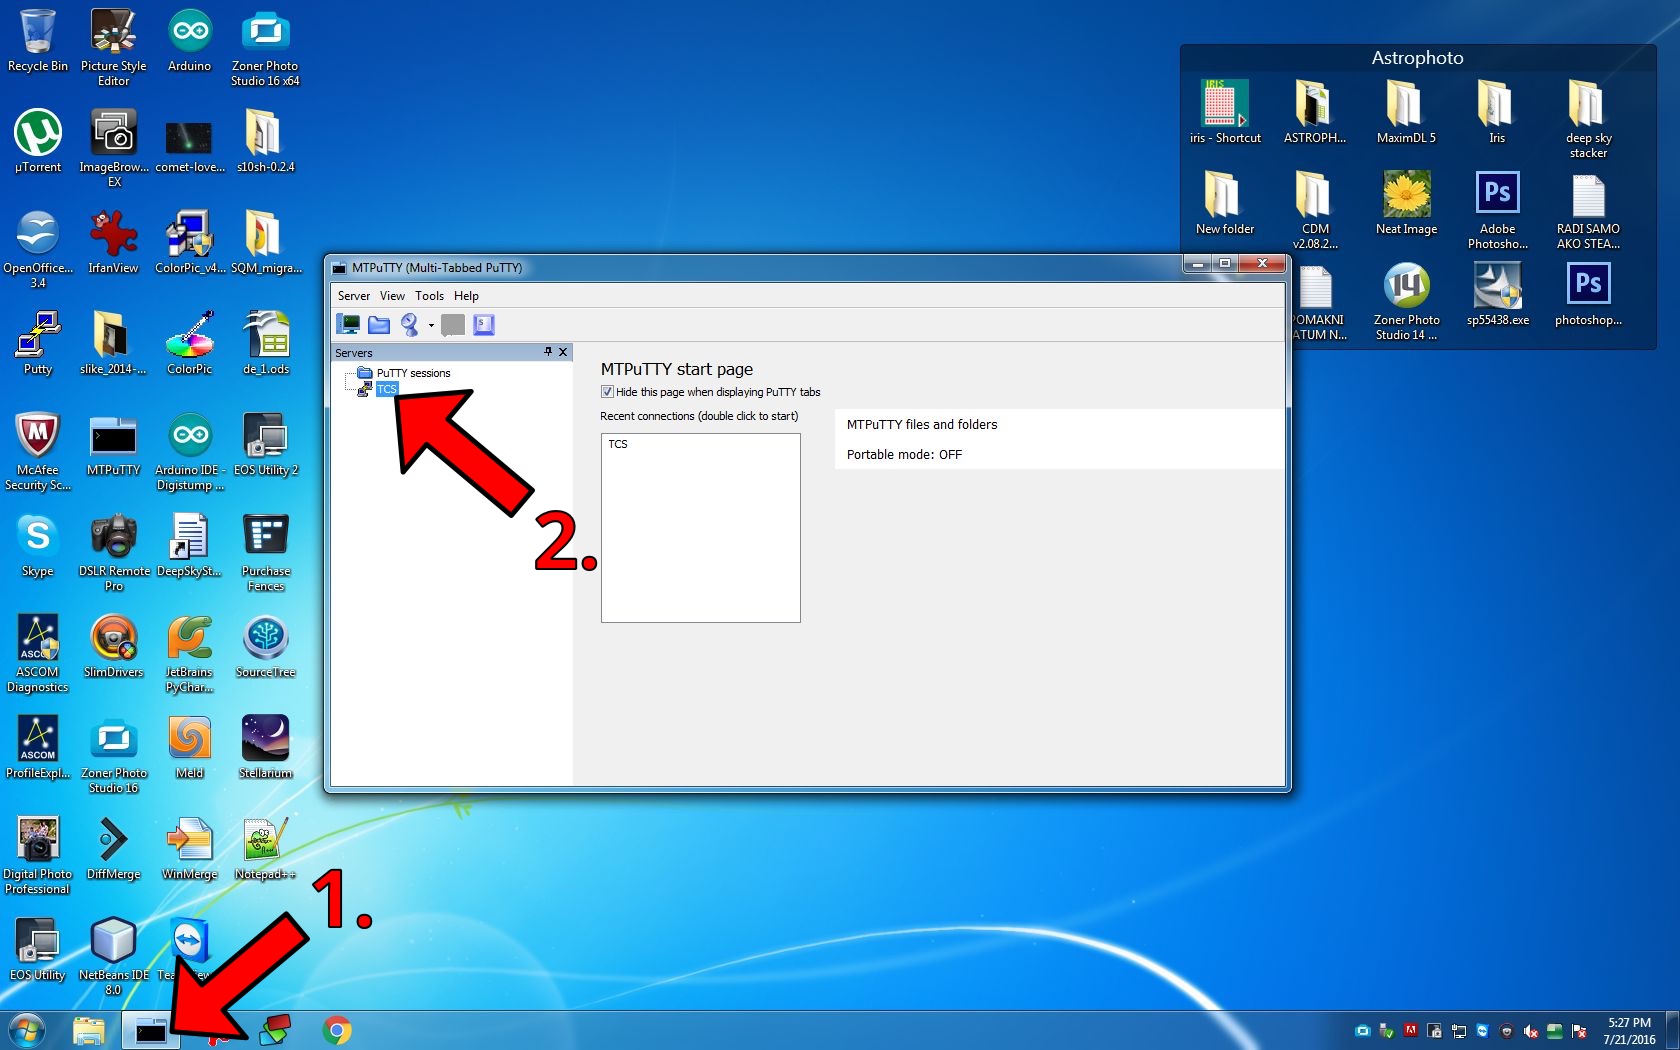 Recycle Bin
Picture Style
Editor
Arduino
Zoner Photo
Studio 16 x64
µTorrent
ImageBrow...
EX
comet-love...
s10sh-0.2.4
OpenOffice...
3.4
IrfanView
ColorPic_v4...
SQM_migra...
Putty
slike_2014-...
ColorPic
de_1.ods
McAfee
Security Sc...
MTPuTTY
Arduino IDE -
Digistump ...
EOS Utility 2
Skype
DSLR Remote
Pro
DeepSkySt...
Purchase
Fences
ASCOM
ASCOM
Diagnostics
SlimDrivers
JetBrains
PyChar...
SourceTree
ASCOM
ProfileExpl...
Zoner Photo
Studio 16
Meld
Stellarium
Digital Photo
Professional
DiffMerge
WinMerge
Notepad++
EOS Utility
NetBeans IDE
8.0
1.
Astrophoto
IRIS
iris - Shortcut
ASTROPH...
MaximDL 5
Iris
deep sky
stacker
New folder
CDM
v2.08.2...
Neat Image
Ps
Adobe
Photosho...
RADI SAMO
AKO STEA...
POMAKNI
ATUM N...
14
Zoner Photo
Studio 14 ...
sp55438.exe
Ps
photoshop...
MTPuTTY (Multi-Tabbed PuTTY)
Server View Tools Help
Servers
PuTTY sessions
TCS
2.
MTPuTTY start page
Hide this page when displaying PuTTY tabs
Recent connections (double click to start)
TCS
MTPuTTY files and folders
Portable mode: OFF
5:27 PM
7/21/2016